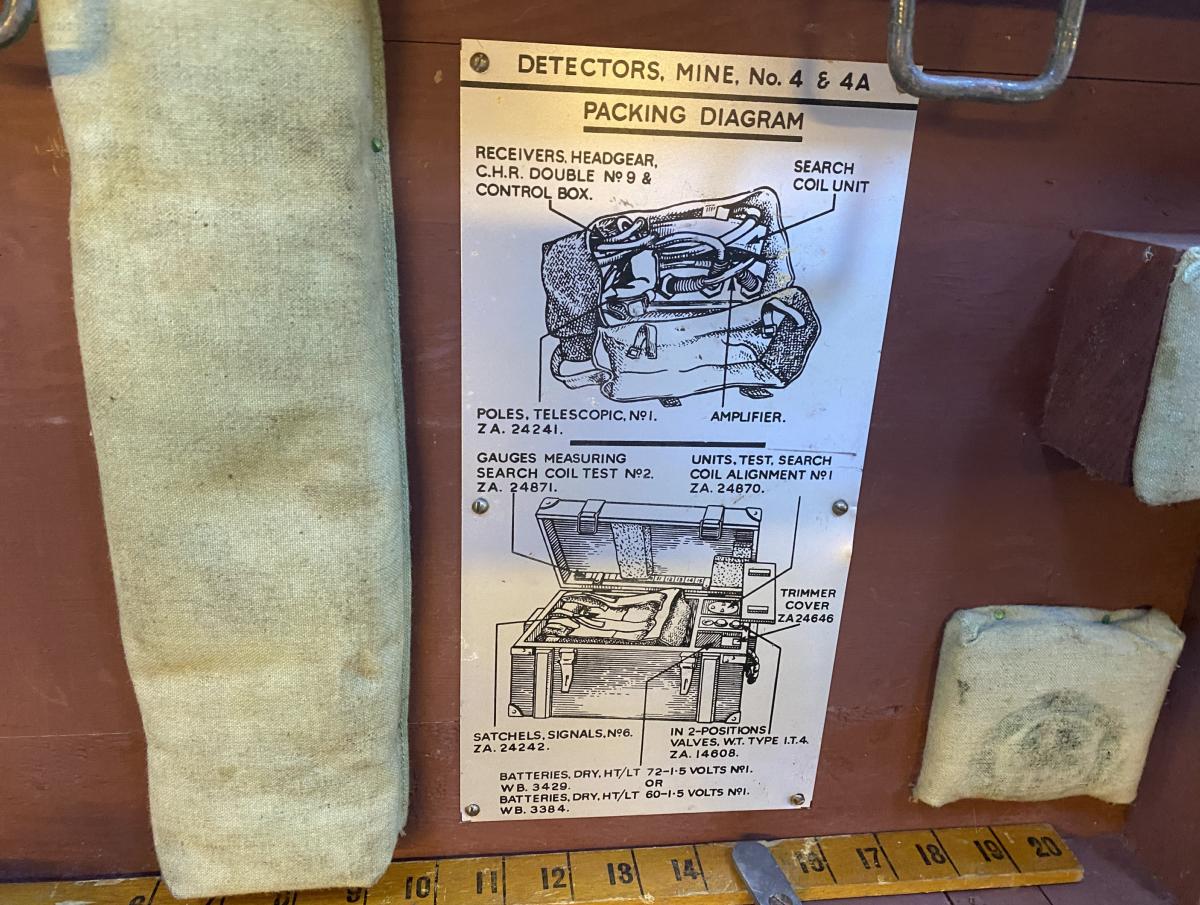 DETECTORS, MINE, No. 4 & 4A
PACKING DIAGRAM
RECEIVERS, HEADGEAR,
C.H.R. DOUBLE Nº 9 &
CONTROL BOX.
SEARCH
COIL UNIT
POLES, TELESCOPIC, Nº1.
ZA. 24241.
AMPLIFIER.
GAUGES MEASURING
SEARCH COIL TEST Nº2.
ZA. 24871.
UNITS, TEST, SEARCH
COIL ALIGNMENT Nº1
ZA. 24870.
TRIMMER
COVER
ZA24646
SATCHELS, SIGNALS, Nº6.
ZA. 24242.
IN 2-POSITIONS
VALVES, W.T. TYPE I.T.4.
ZA. 14608.
BATTERIES, DRY, HT/LT 72-1·5 VOLTS Nº1.
WB. 3429. OR
BATTERIES, DRY, HT/LT 60-1·5 VOLTS Nº1.
WB. 3384.
9 10 11 12 13 14 16 17 18 19 20